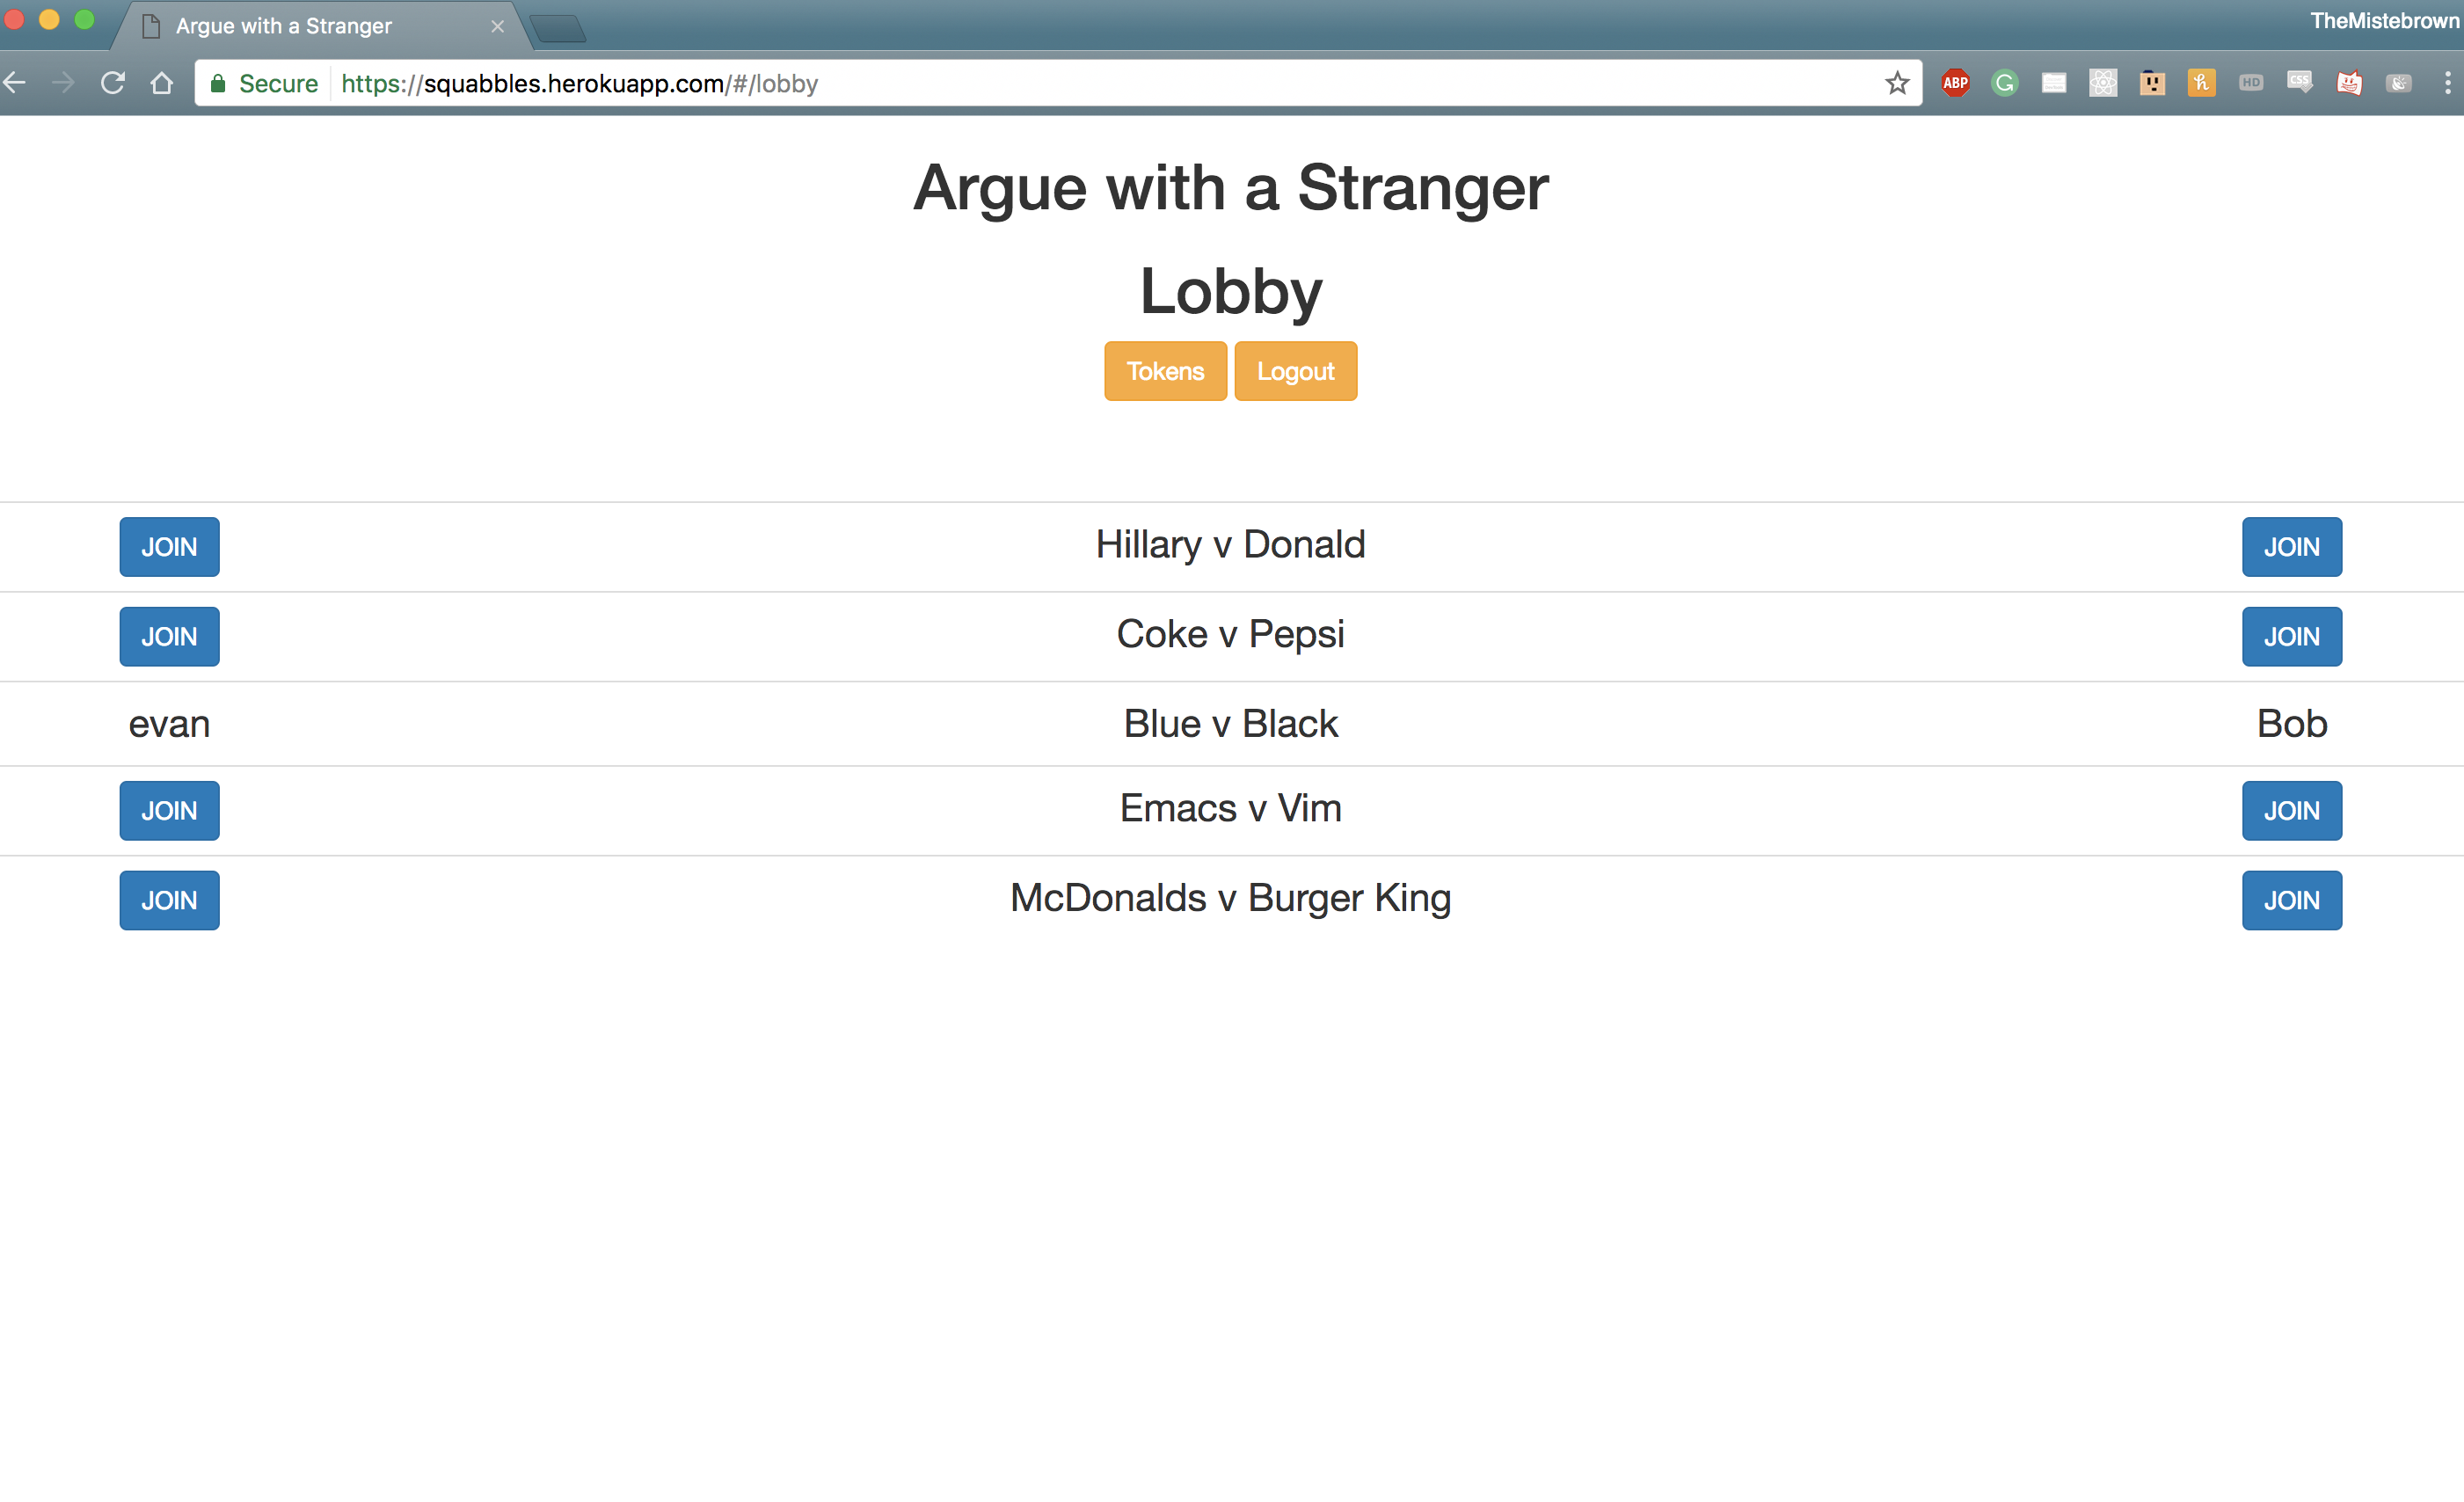 Argue with a Stranger
TheMistebrown
Secure https://squabbles.herokuapp.com/#/lobby
ABP G h HD CSS
Argue with a Stranger
Lobby
Tokens Logout
JOIN Hillary v Donald JOIN
JOIN Coke v Pepsi JOIN
evan Blue v Black Bob
JOIN Emacs v Vim JOIN
JOIN McDonalds v Burger King JOIN